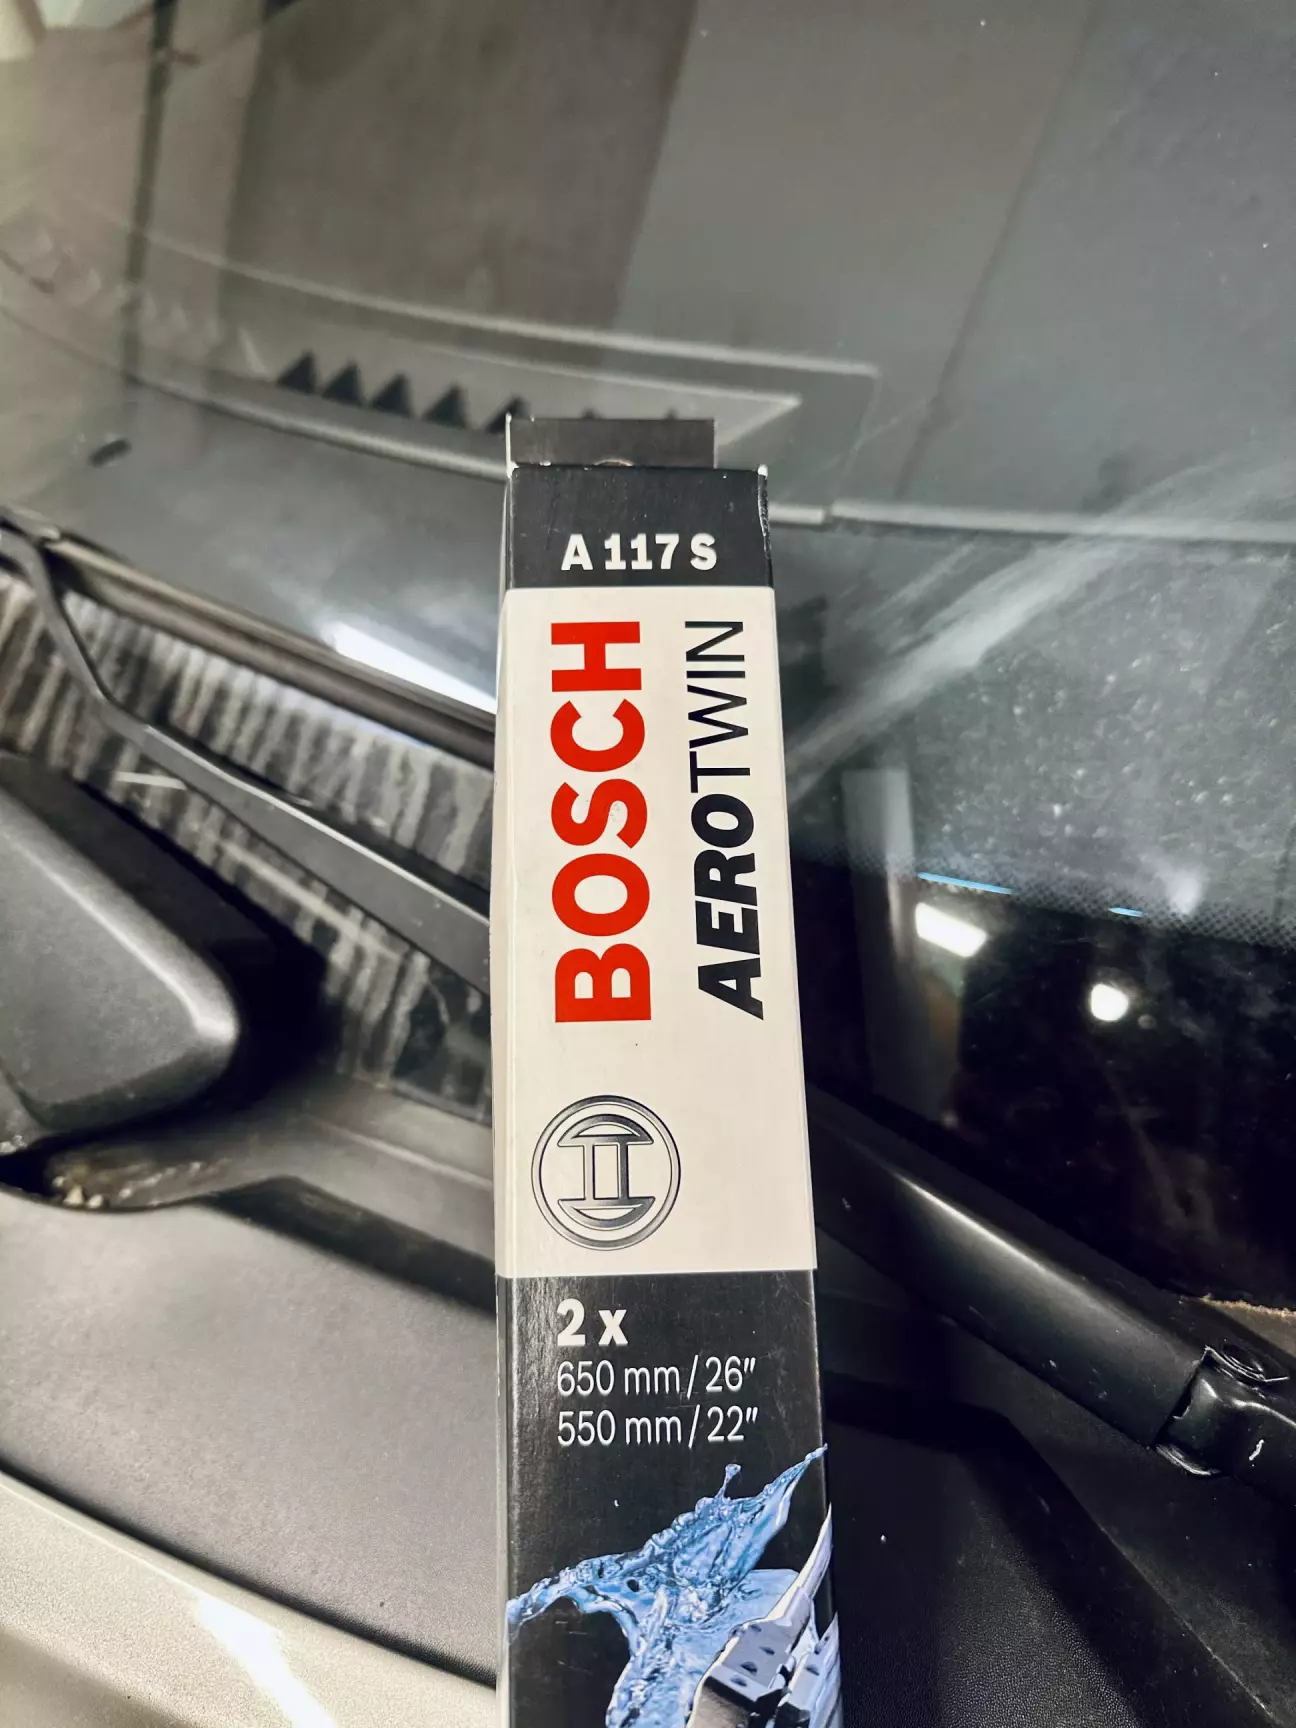 A 117 S
BOSCH
AEROTWIN
2 x
650 mm / 26"
550 mm / 22"